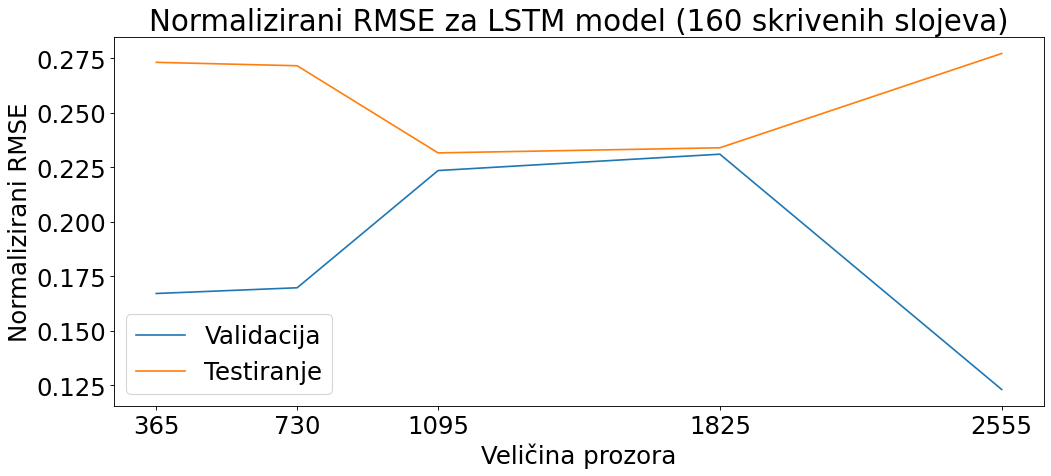 Normalizirani RMSE za LSTM model (160 skrivenih slojeva)
Normalizirani RMSE
0.275
0.250
0.225
0.200
0.175
0.150
0.125
Validacija
Testiranje
365 730 1095 1825 2555
Veličina prozora